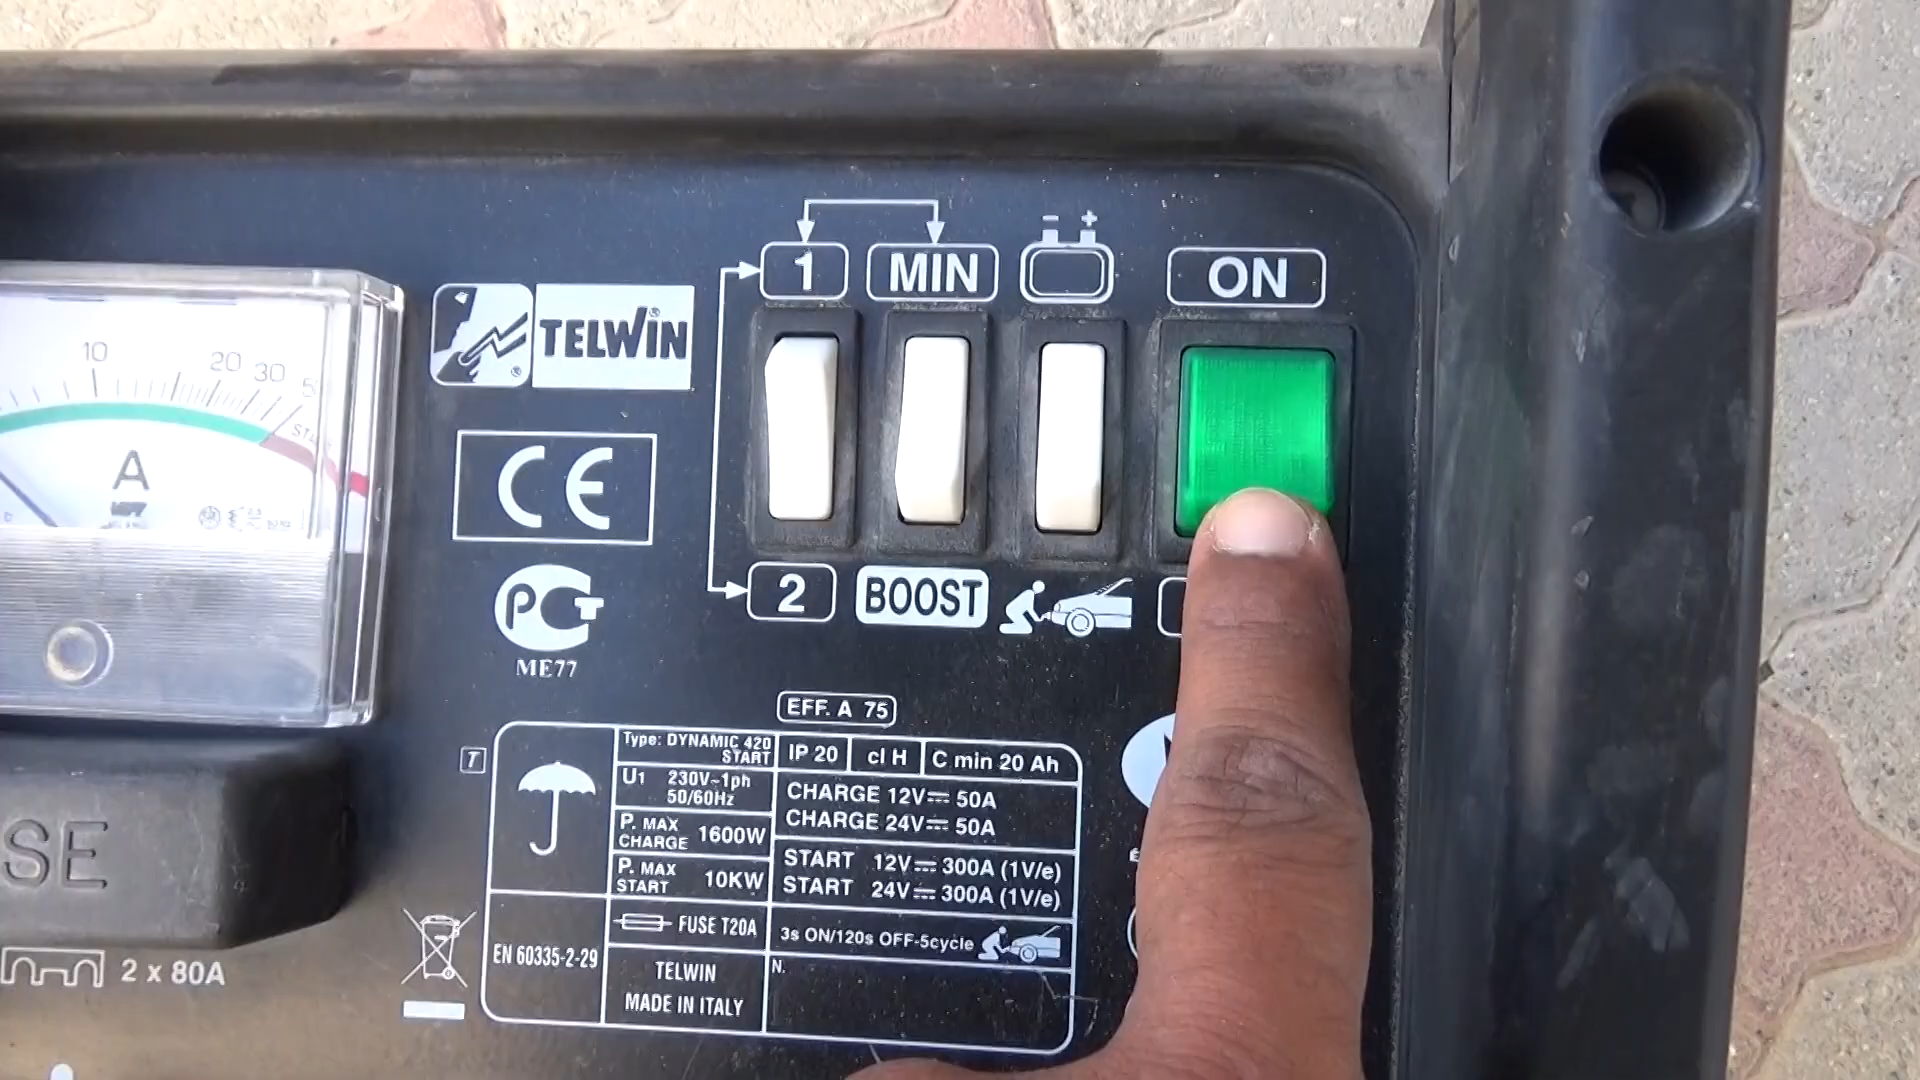 1 MIN ON
10 20 30
A
TELWIN
®
CE
2 BOOST
PCT
ME77
EFF. A 75
T
Type: DYNAMIC 420 START
IP 20
cl H
C min 20 Ah
U1 230V~1ph
50/60Hz
CHARGE 12V 50A
CHARGE 24V 50A
P. MAX CHARGE 1600W
P. MAX START 10KW
START 12V 300A (1V/e)
START 24V 300A (1V/e)
FUSE T20A
3s ON/120s OFF-5cycle
EN 60335-2-29
TELWIN
MADE IN ITALY
N.
SE
2 x 80A